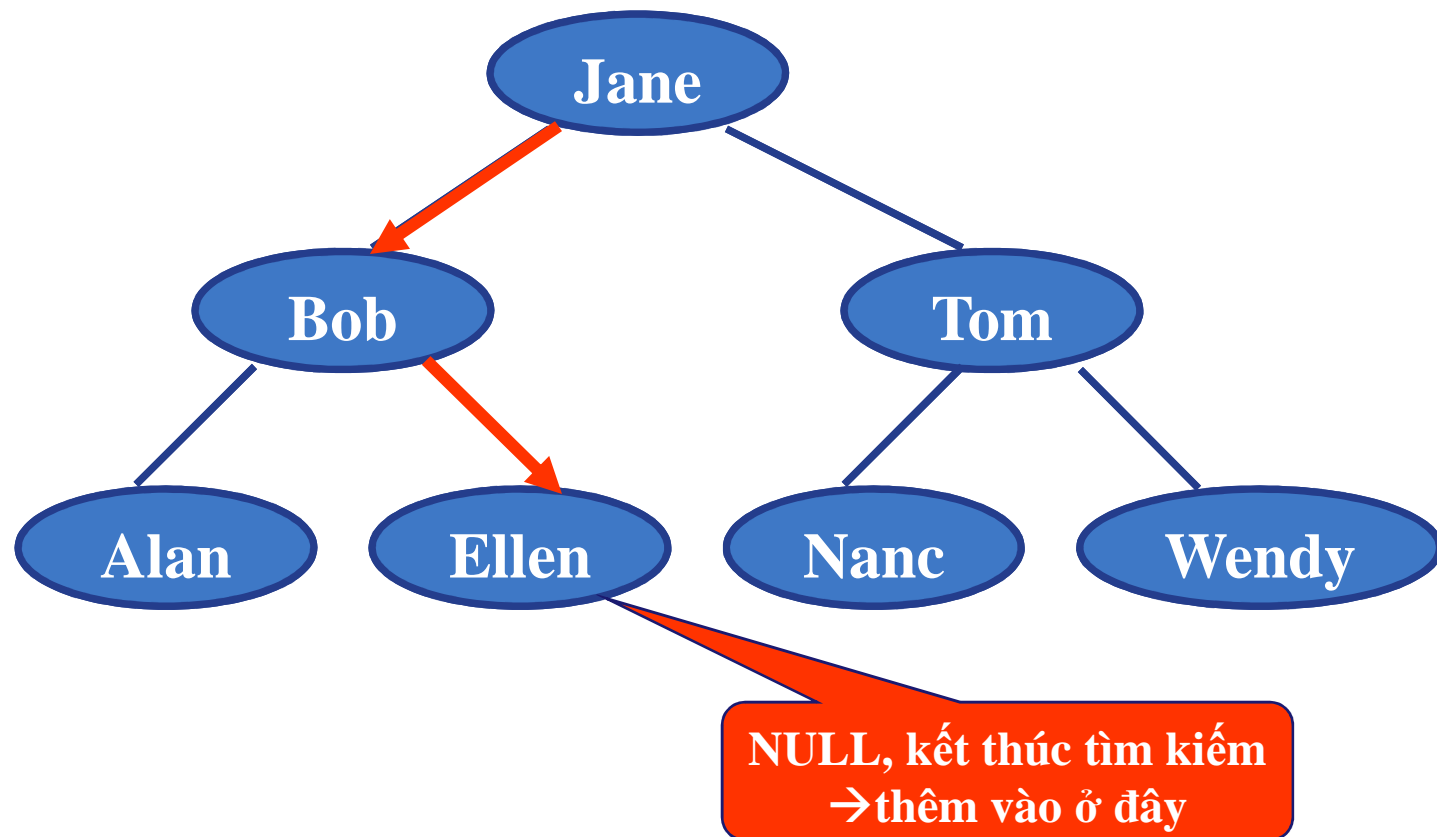 Jane
Bob
Tom
Alan
Ellen
Nanc
Wendy
NULL, kết thúc tìm kiếm
→thêm vào ở đây